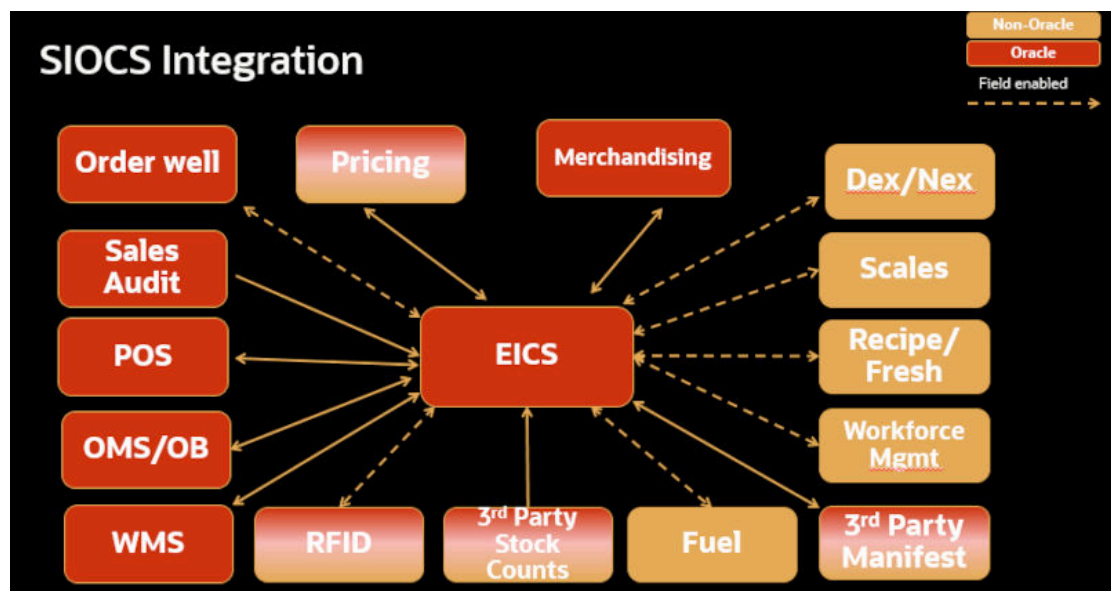 SIOCS Integration
Non-Oracle
Oracle
Field enabled
Order well
Pricing
Merchandising
Dex/Nex
Sales
Audit
Scales
POS
EICS
Recipe/
Fresh
OMS/OB
Workforce
Mgmt
WMS
RFID
3rd Party
Stock
Counts
Fuel
3rd Party
Manifest